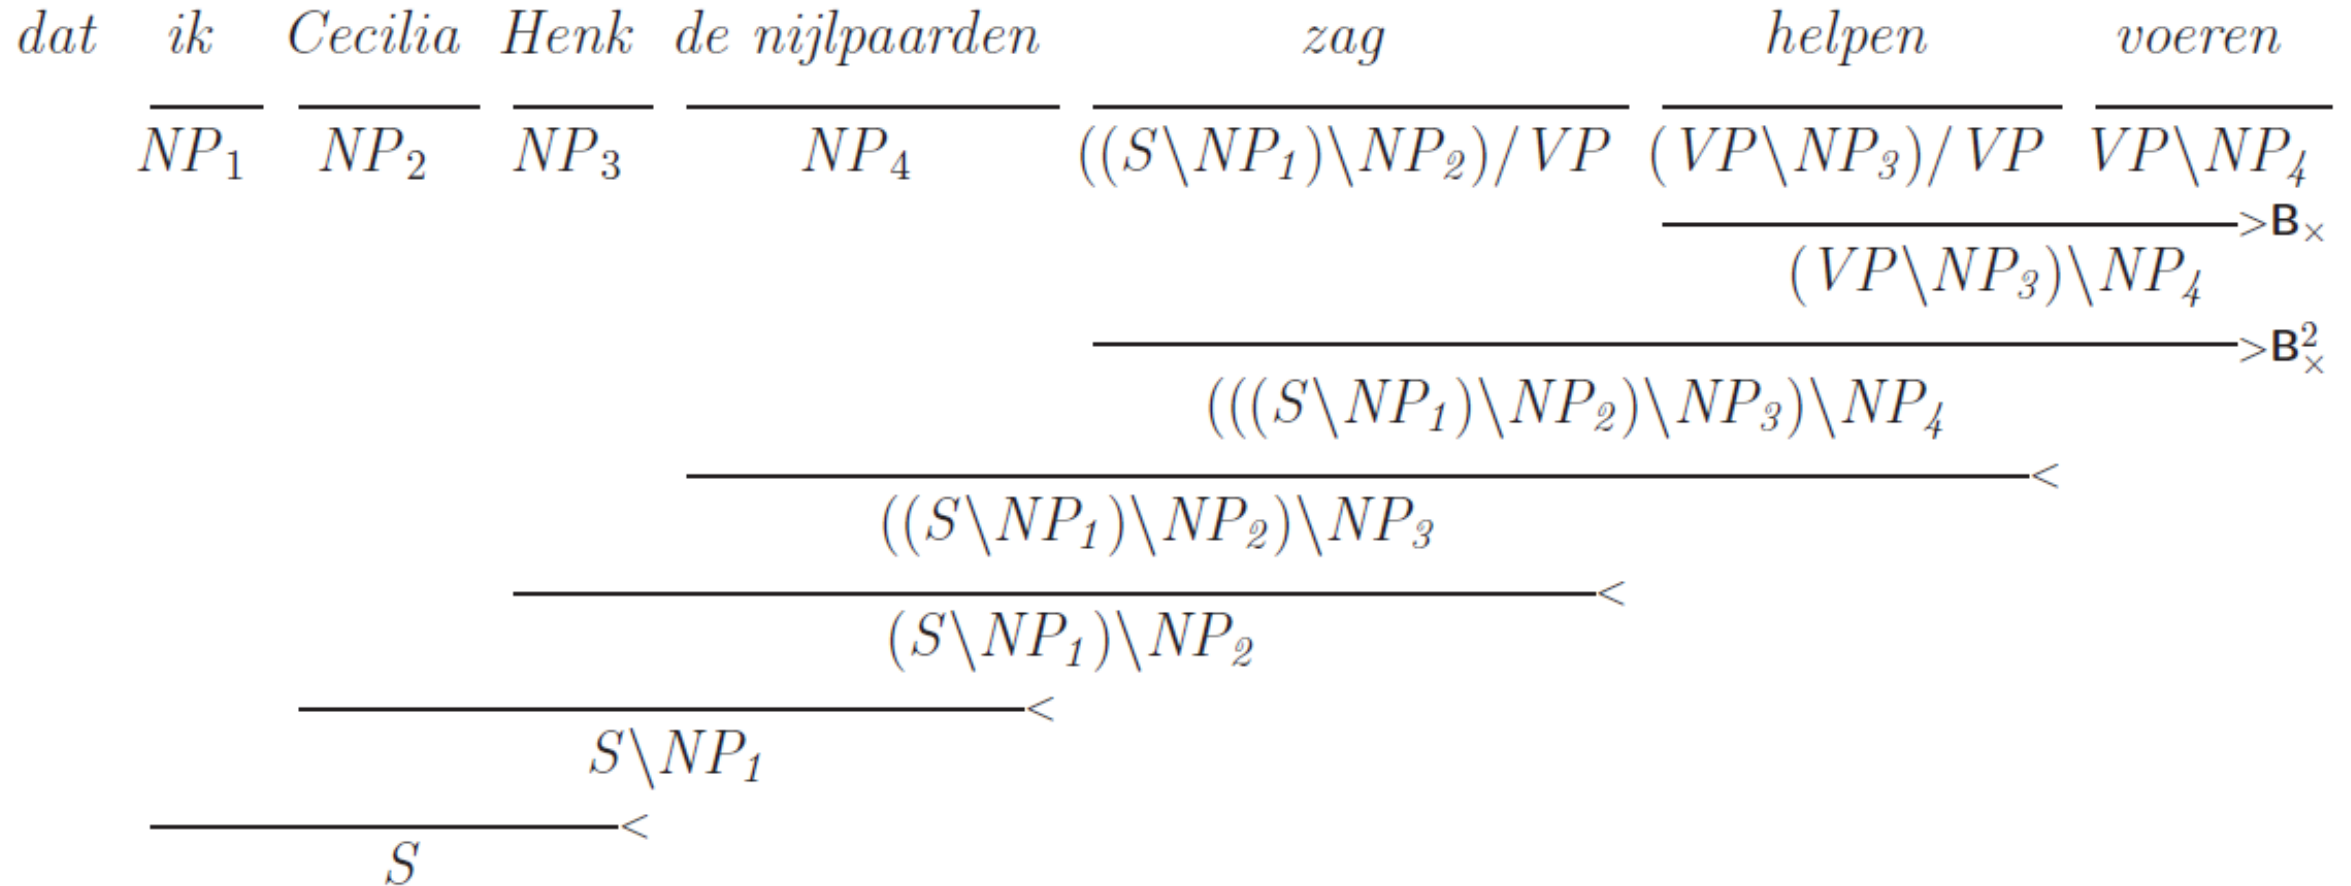 dat ik Cecilia Henk de nijlpaarden zag helpen voeren
NP₁ NP₂ NP₃ NP₄ ((S\NP₁)\NP₂)/VP (VP\NP₃)/VP VP\NP₄
>B×
(VP\NP₃)\NP₄
>B²×
(((S\NP₁)\NP₂)\NP₃)\NP₄
<
((S\NP₁)\NP₂)\NP₃
<
(S\NP₁)\NP₂
<
S\NP₁
<
S